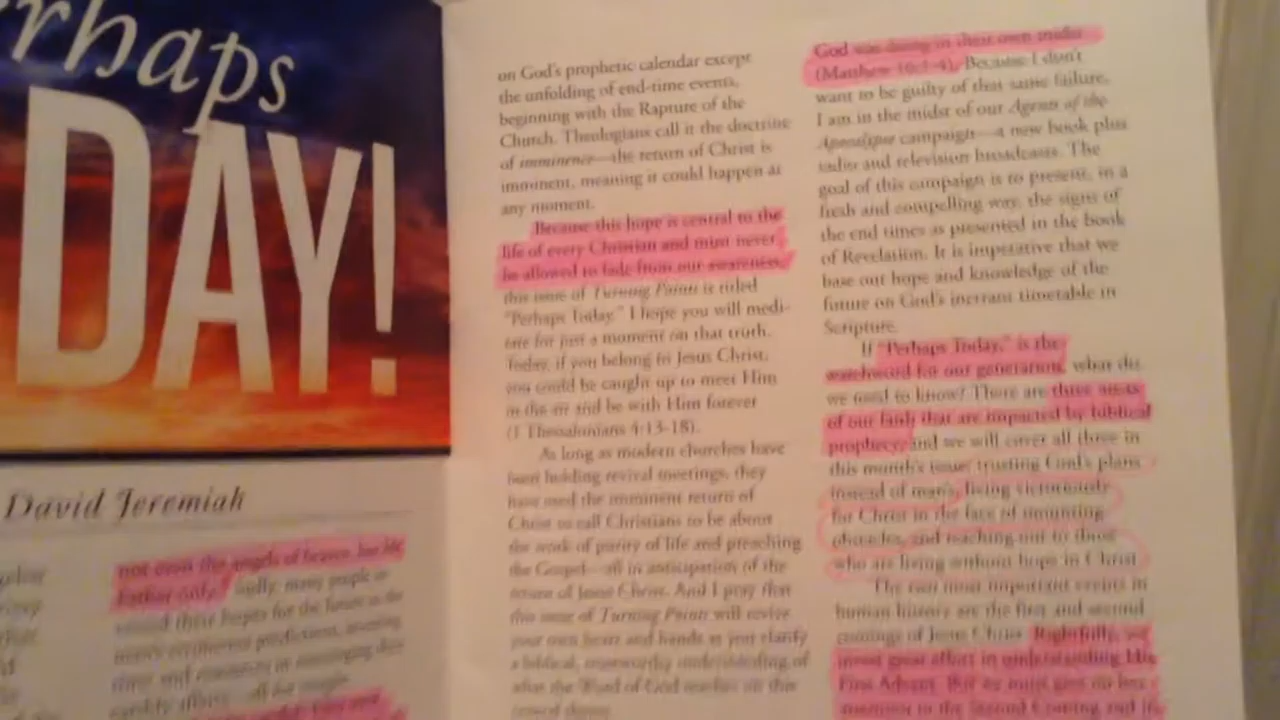 rhaps
DAY!
David Jeremiah
not even the angels of heaven, but My
Father only."
on God's prophetic calendar except
the unfolding of end-time events,
beginning with the Rapture of the
Church. Theologians call it the doctrine
of imminence—the return of Christ is
imminent, meaning it could happen at
any moment.
Because this hope is central to the
life of every Christian and must never
be allowed to fade from our awareness,
this issue of Turning Points is titled
"Perhaps Today." I hope you will medi-
tate for just a moment on that truth.
Today, if you belong to Jesus Christ,
you could be caught up to meet Him
in the air and be with Him forever
(1 Thessalonians 4:13-18).
As long as modern churches have
been holding revival meetings, they
have used the imminent return of
Christ to call Christians to be about
the work of purity of life and preaching
the Gospel—all in anticipation of the
return of Jesus Christ. And I pray that
this issue of Turning Points will revive
your own heart and hands as you clarify
a biblical, trustworthy understanding of
what the Word of God teaches on this
God was doing in their own midst
(Matthew 16:1-4). Because I don't
want to be guilty of that same failure,
I am in the midst of our Agents of the
Apocalypse campaign—a new book plus
radio and television broadcasts. The
goal of this campaign is to present, in a
fresh and compelling way, the signs of
the end times as presented in the book
of Revelation. It is imperative that we
base our hope and knowledge of the
future on God's inerrant timetable in
Scripture.
If "Perhaps Today," is the
watchword for our generation, what do
we need to know? There are three areas
of our faith that are impacted by biblical
prophecy, and we will cover all three in
this month's issue: trusting God's plans
instead of man's, living victoriously
for Christ in the face of mounting
obstacles, and reaching out to those
who are living without hope in Christ.
The two most important events in
human history are the first and second
comings of Jesus Christ. Rightfully, we
invest great effort in understanding His
First Advent. But we must give no less
attention to the Second Coming, and